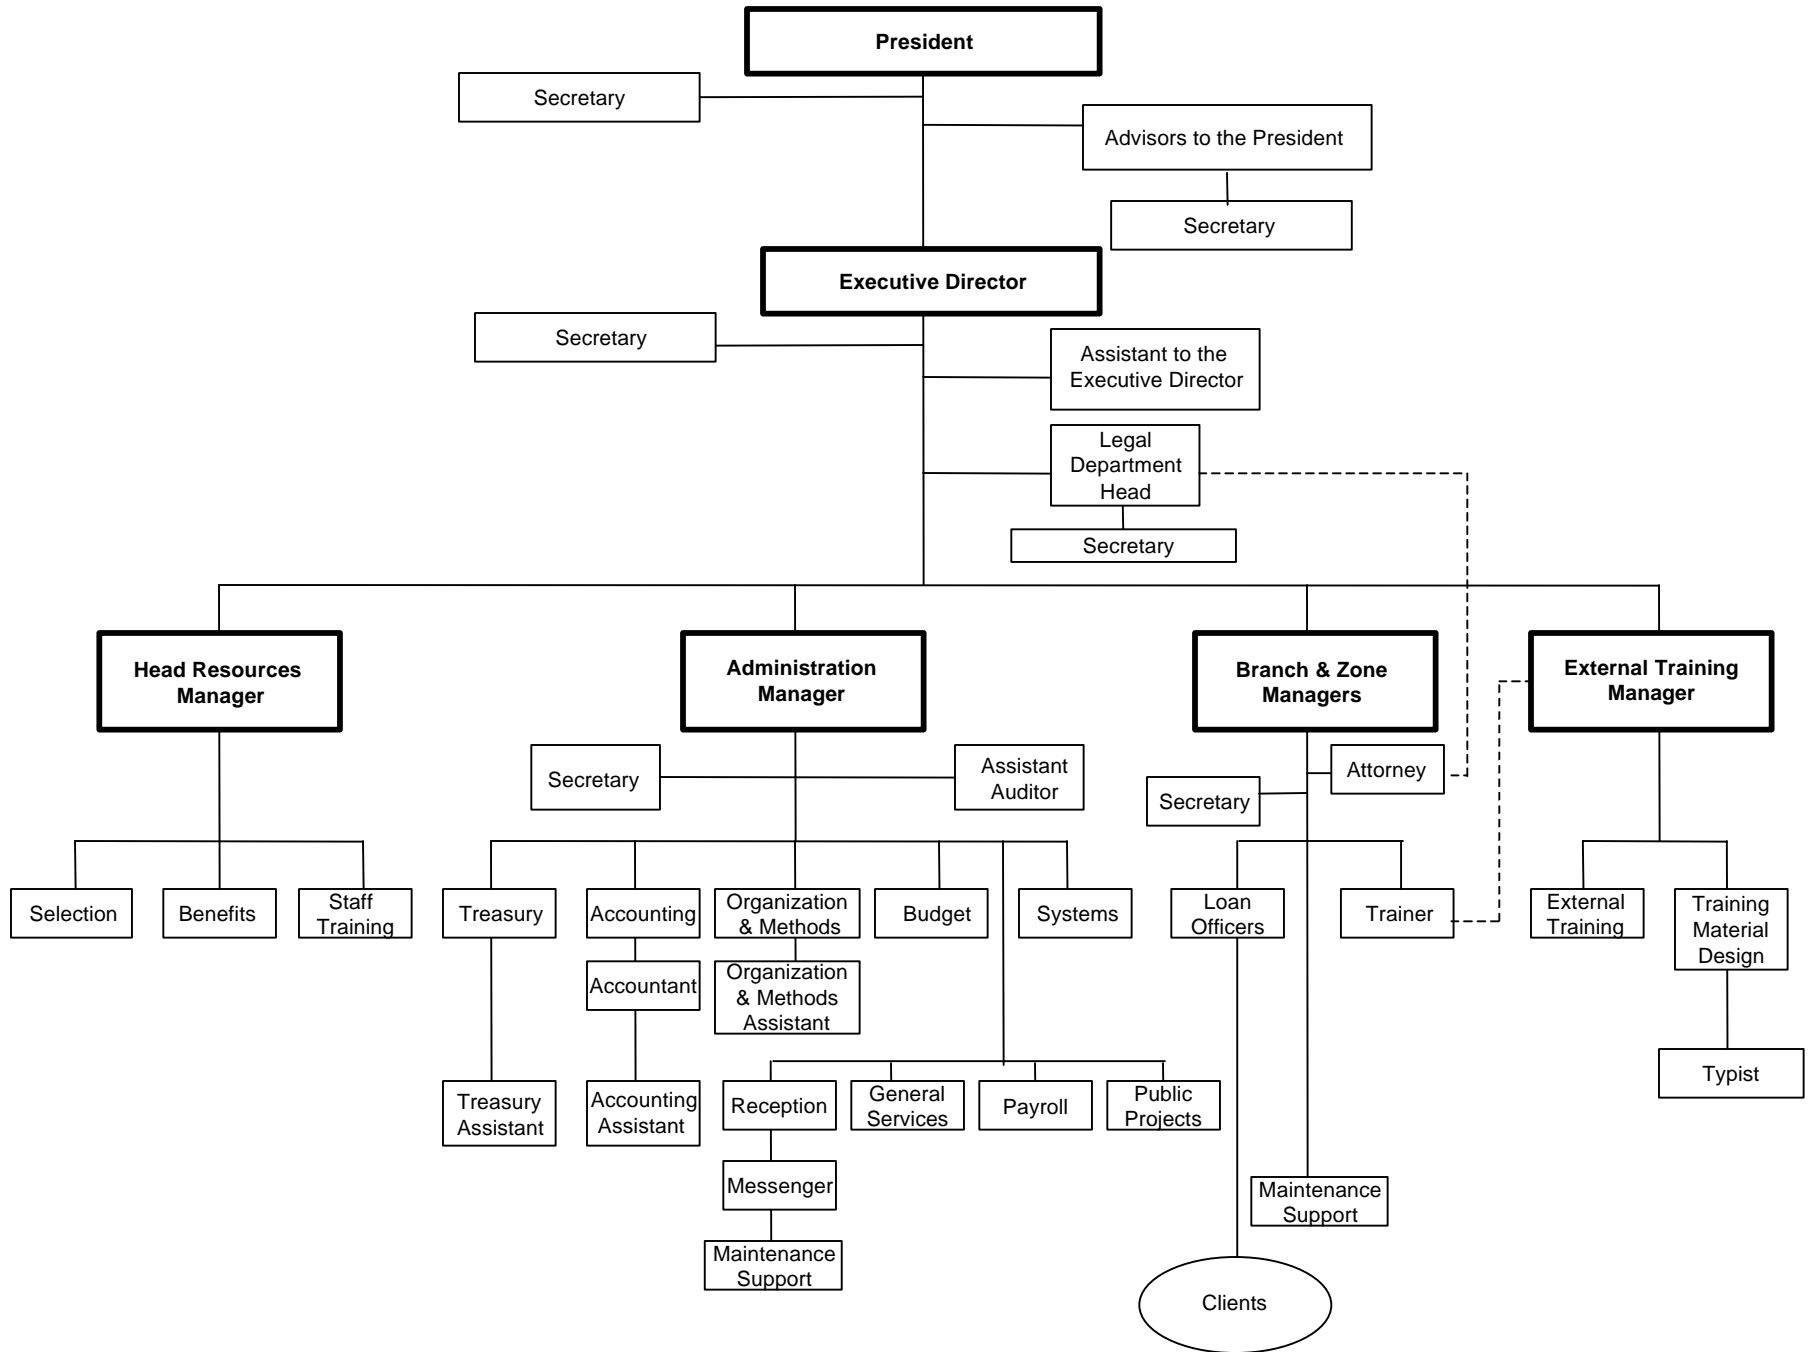 President
Secretary
Advisors to the President
Secretary
Executive Director
Secretary
Assistant to the
Executive Director
Legal
Department
Head
Secretary
Head Resources
Manager
Administration
Manager
Branch & Zone
Managers
External Training
Manager
Secretary
Assistant
Auditor
Attorney
Secretary
Selection
Benefits
Staff
Training
Treasury
Accounting
Organization
& Methods
Budget
Systems
Loan
Officers
Trainer
External
Training
Training
Material
Design
Accountant
Organization
& Methods
Assistant
Typist
Treasury
Assistant
Accounting
Assistant
Reception
General
Services
Payroll
Public
Projects
Messenger
Maintenance
Support
Maintenance
Support
Clients